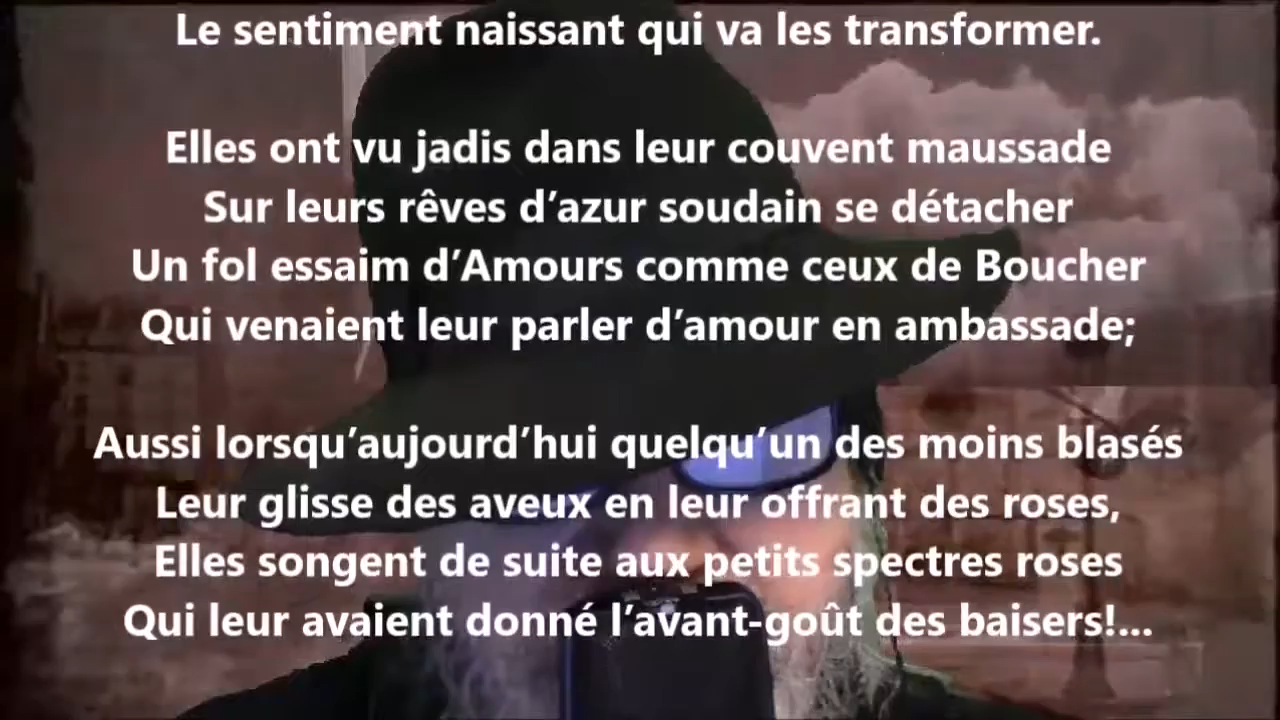 Le sentiment naissant qui va les transformer.
Elles ont vu jadis dans leur couvent maussade
Sur leurs rêves d’azur soudain se détacher
Un fol essaim d’Amours comme ceux de Boucher
Qui venaient leur parler d’amour en ambassade;
Aussi lorsqu’aujourd’hui quelqu’un des moins blasés
Leur glisse des aveux en leur offrant des roses,
Elles songent de suite aux petits spectres roses
Qui leur avaient donné l’avant-goût des baisers!...